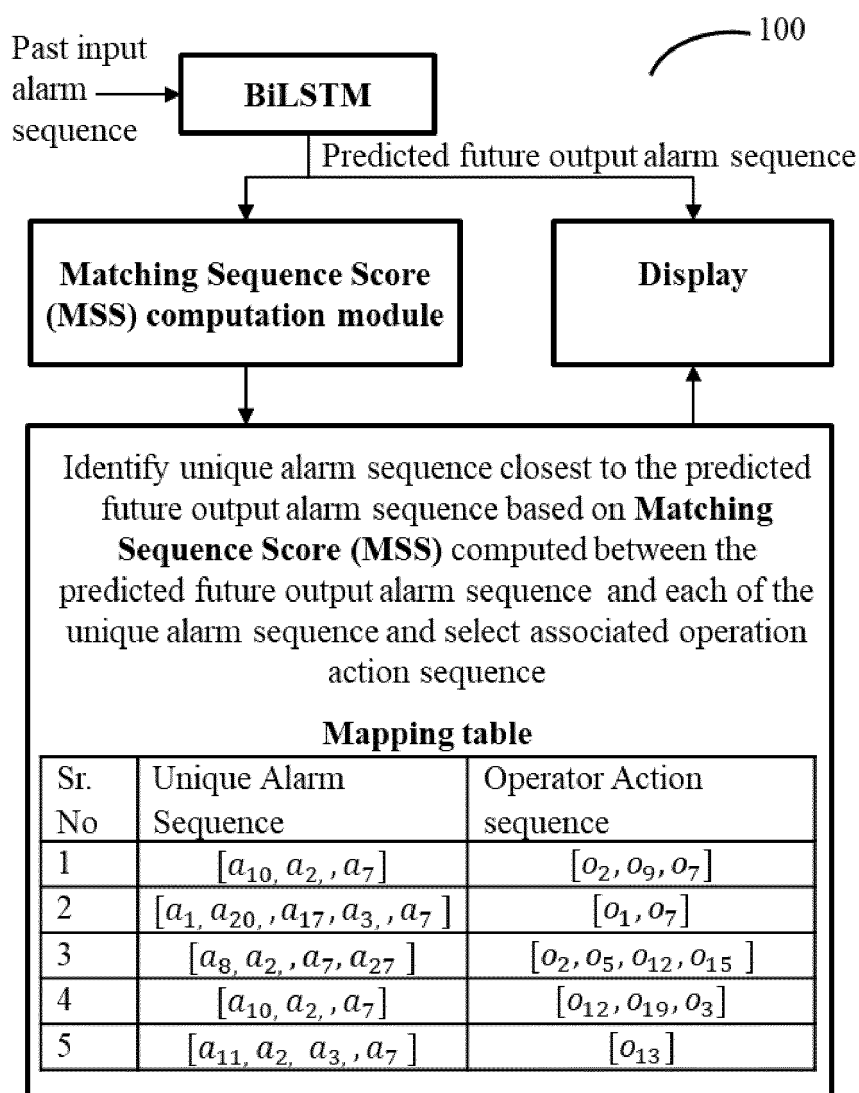 100
Past input
alarm
sequence
BiLSTM
Predicted future output alarm sequence
Matching Sequence Score
(MSS) computation module
Display
Identify unique alarm sequence closest to the predicted
future output alarm sequence based on Matching
Sequence Score (MSS) computed between the
predicted future output alarm sequence and each of the
unique alarm sequence and select associated operation
action sequence
Mapping table
Sr. No | Unique Alarm Sequence | Operator Action sequence
1 [a₁₀, a₂, , a₇] [o₂, o₉, o₇]
2 [a₁, a₂₀, , a₁₇, a₃, , a₇ ] [o₁, o₇]
3 [a₈, a₂, , a₇, a₂₇ ] [o₂, o₅, o₁₂, o₁₅ ]
4 [a₁₀, a₂, , a₇] [o₁₂, o₁₉, o₃]
5 [a₁₁, a₂, a₃, , a₇ ] [o₁₃]